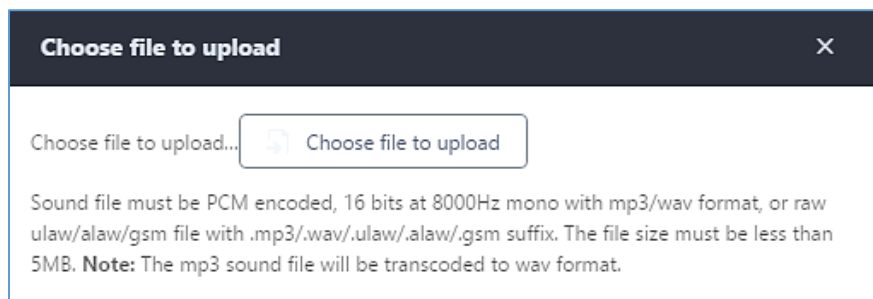 Choose file to upload
Choose file to upload... Choose file to upload
Sound file must be PCM encoded, 16 bits at 8000Hz mono with mp3/wav format, or raw
ulaw/alaw/gsm file with .mp3/.wav/.ulaw/.alaw/.gsm suffix. The file size must be less than
5MB. Note: The mp3 sound file will be transcoded to wav format.